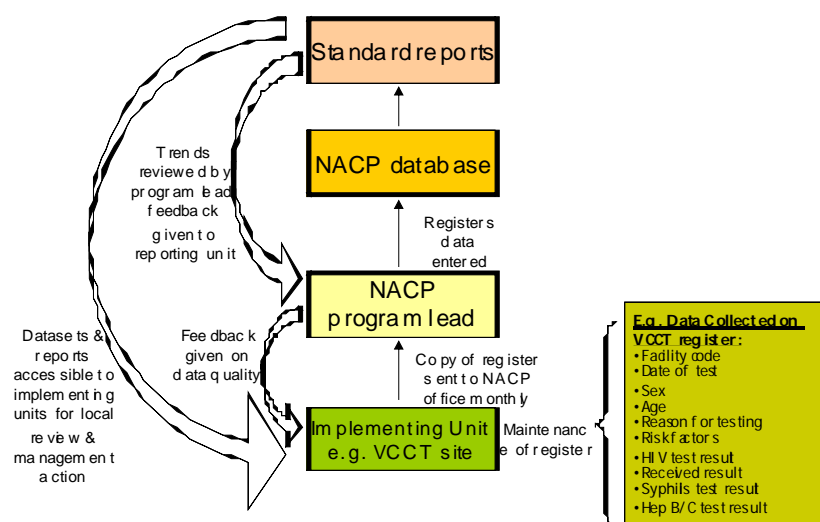 Standard reports
Trends
reviewed by
program lead
feedback
given to
reporting unit
NACP database
Registers
data
entered
NACP
program lead
Datasets &
reports
accessible to
implementing
units for local
review &
management
action
Feedback
given on
data quality
Copy of register
sent to NACP
office monthly
Implementing Unit
e.g. VCCT site
Maintenanc
e of register
E.g. Data Collected on
VCCT register:
• Facility code
• Date of test
• Sex
• Age
• Reason for testing
• Risk factors
• HIV test result
• Received result
• Syphilis test result
• Hep B/C test result